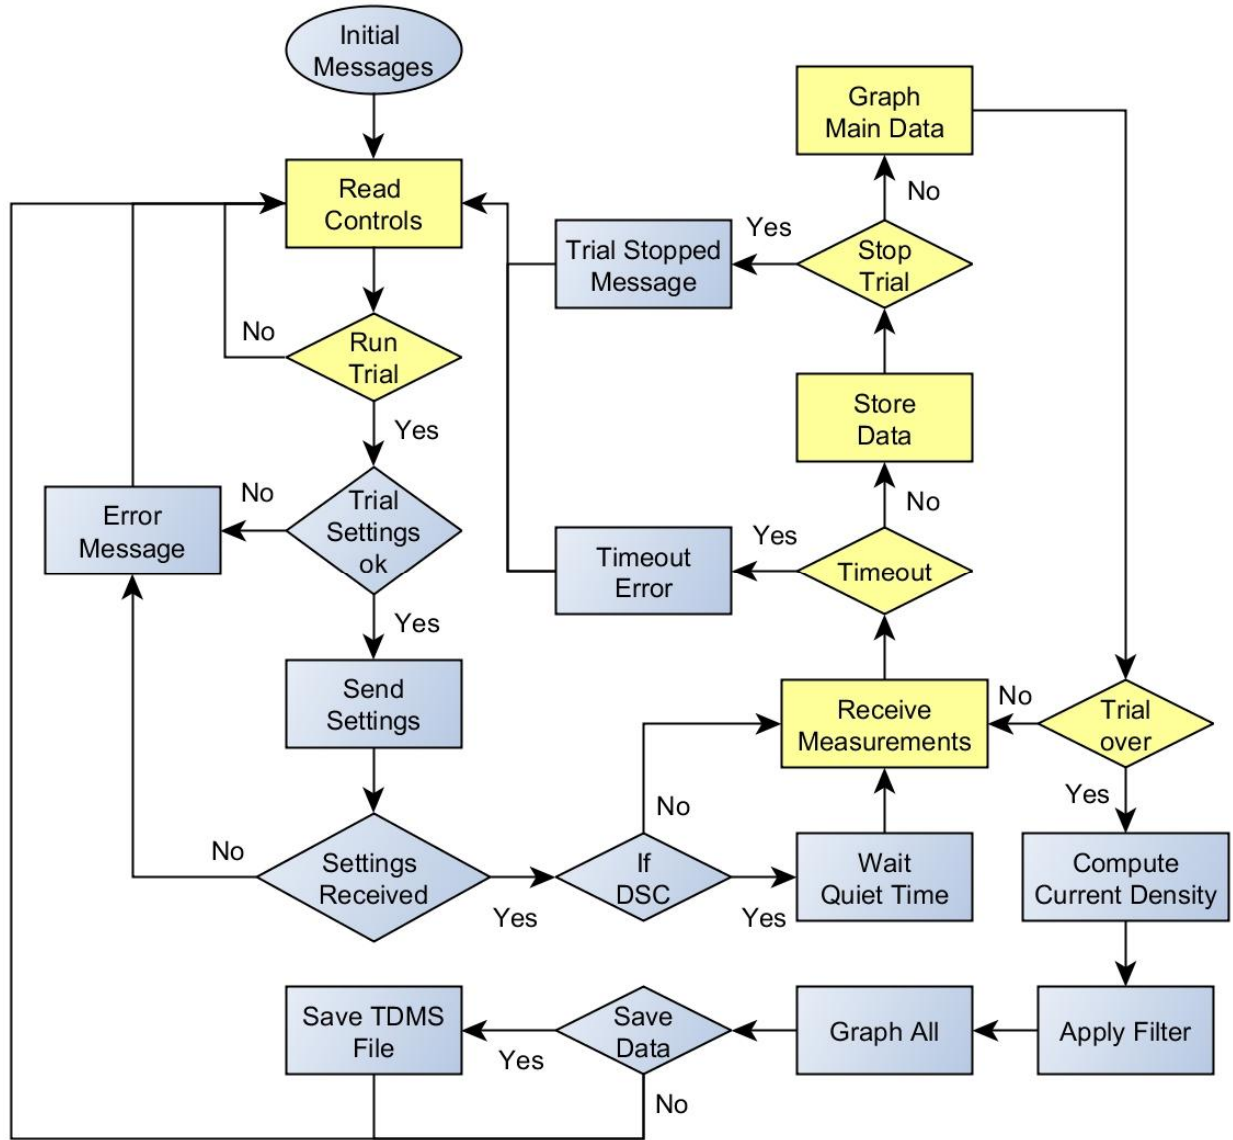 Initial
Messages
Graph
Main Data
Read
Controls
No
Trial Stopped
Message
Yes
Stop
Trial
No
Run
Trial
Yes
Store
Data
Error
Message
No
Trial
Settings
ok
No
Timeout
Error
Yes
Timeout
Yes
Send
Settings
Receive
Measurements
No
Trial
over
No
Yes
No
Settings
Received
Yes
If
DSC
Yes
Wait
Quiet Time
Compute
Current Density
Save TDMS
File
Yes
Save
Data
Graph All
Apply Filter
No